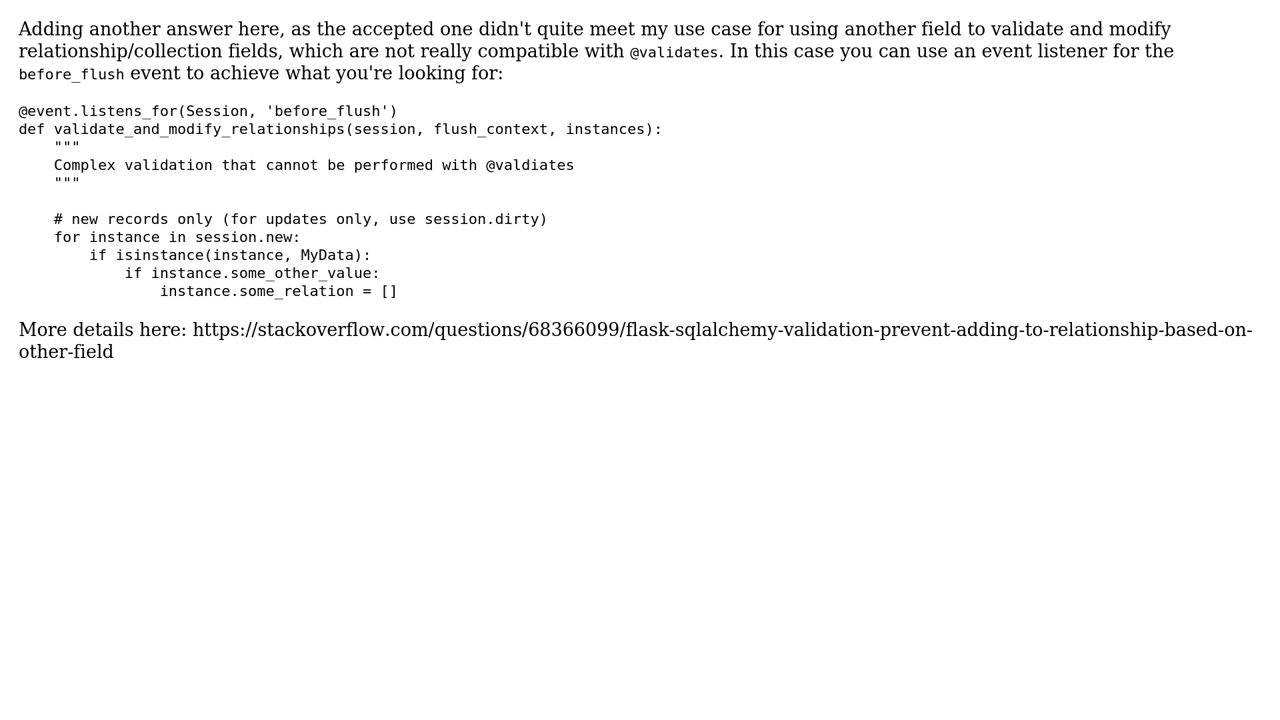 Adding another answer here, as the accepted one didn't quite meet my use case for using another field to validate and modify
relationship/collection fields, which are not really compatible with @validates. In this case you can use an event listener for the
before_flush event to achieve what you're looking for:
@event.listens_for(Session, 'before_flush')
def validate_and_modify_relationships(session, flush_context, instances):
    """
    Complex validation that cannot be performed with @valdiates
    """
    # new records only (for updates only, use session.dirty)
    for instance in session.new:
        if isinstance(instance, MyData):
            if instance.some_other_value:
                instance.some_relation = []
More details here: https://stackoverflow.com/questions/68366099/flask-sqlalchemy-validation-prevent-adding-to-relationship-based-on-
other-field